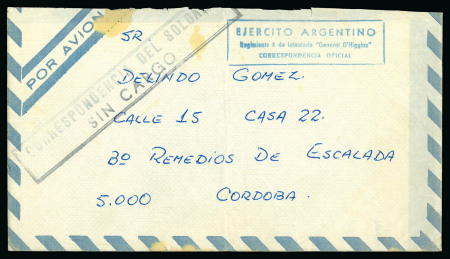 POR AVION
CORRESPONDENCIA DEL SOLDADO
SIN CARGO
EJERCITO ARGENTINO
Regimiento 8 de Infantería "General O'Higgins"
CORRESPONDENCIA OFICIAL
SR.
DELINDO GOMEZ.
CALLE 15 CASA 22.
Bº REMEDIOS DE ESCALADA
5.000 CORDOBA.